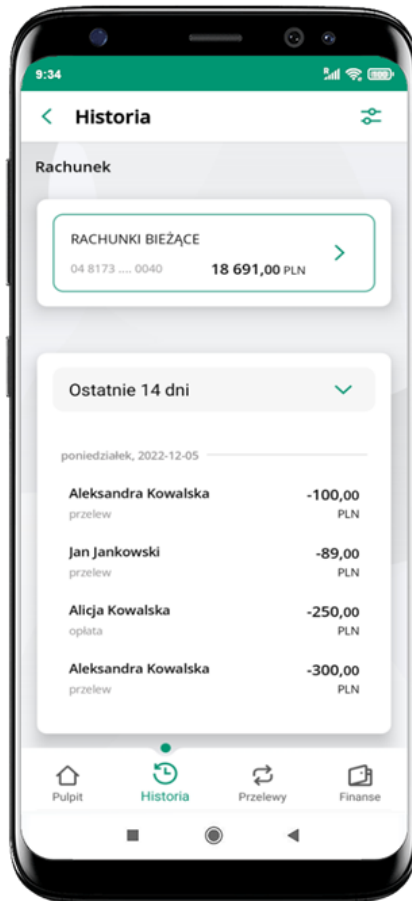 9:34
100
Historia
Rachunek
RACHUNKI BIEŻĄCE
04 8173 .... 0040 18 691,00 PLN
Ostatnie 14 dni
poniedziałek, 2022-12-05
Aleksandra Kowalska -100,00
przelew PLN
Jan Jankowski -89,00
przelew PLN
Alicja Kowalska -250,00
opłata PLN
Aleksandra Kowalska -300,00
przelew PLN
Pulpit Historia Przelewy Finanse